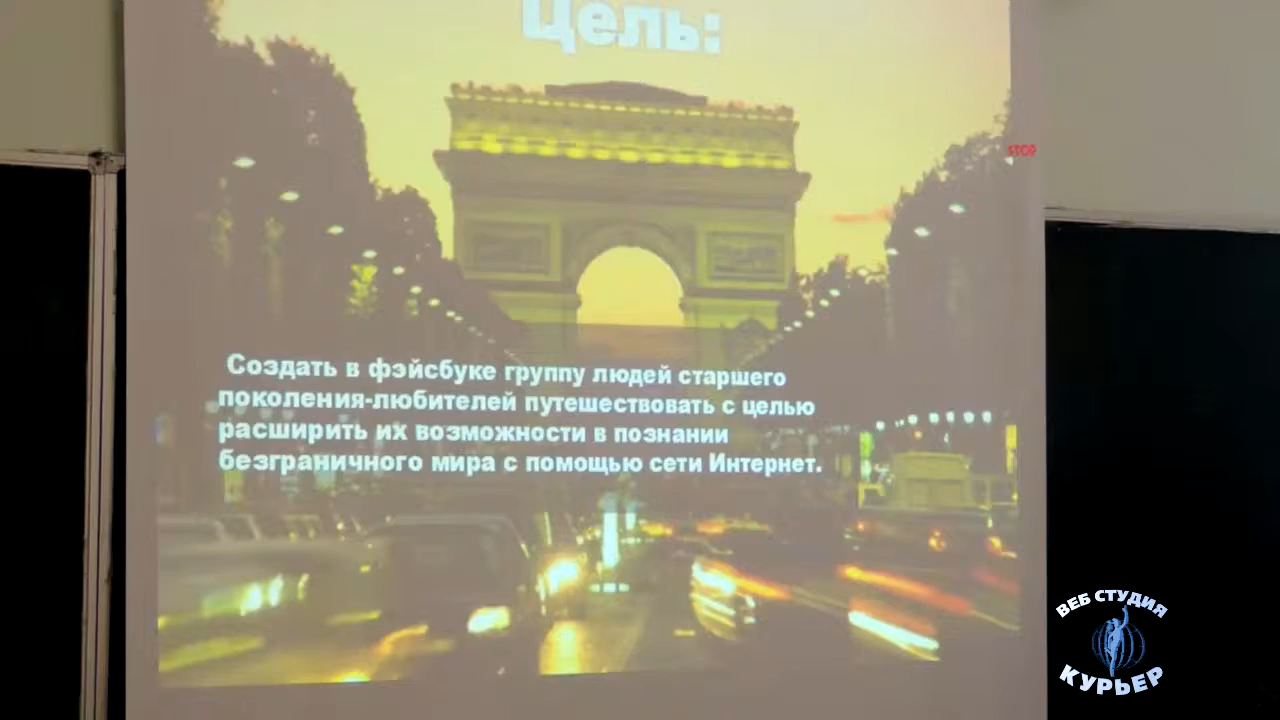 Цель:
STOP
Создать в фэйсбуке группу людей старшего
поколения-любителей путешествовать с целью
расширить их возможности в познании
безграничного мира с помощью сети Интернет.
ВЕБ СТУДИЯ
КУРЬЕР